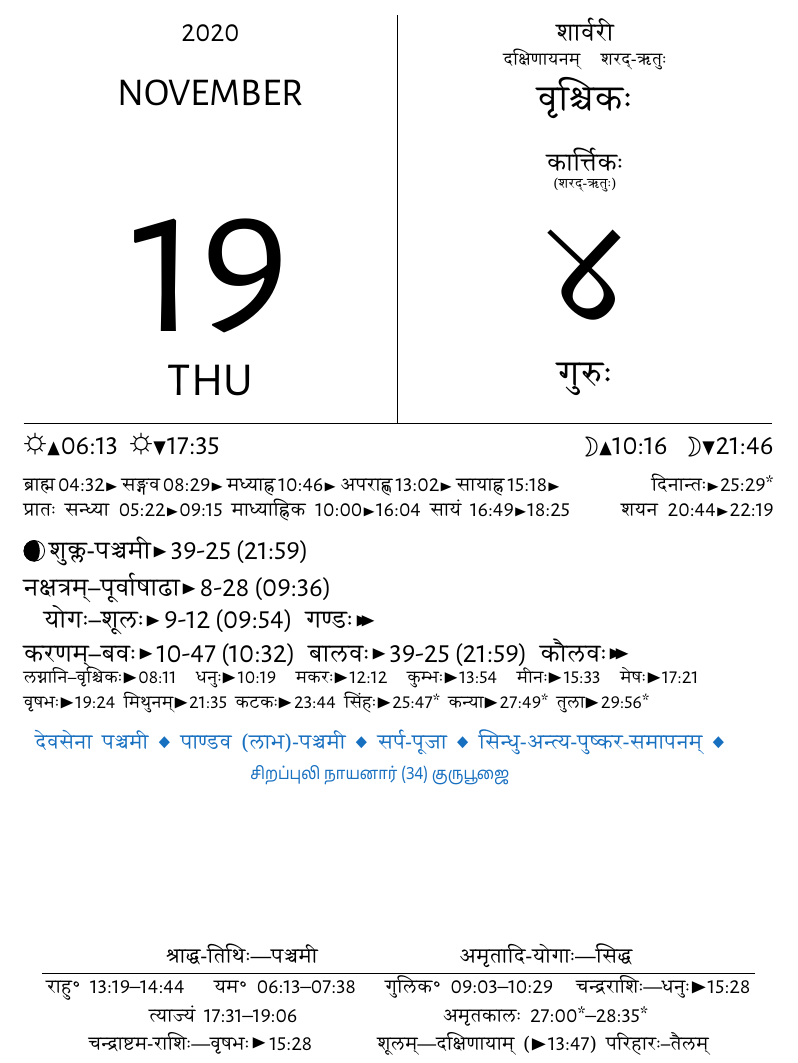 2020
NOVEMBER
19
THU
शार्वरी
दक्षिणायनम् शरद्-ऋतुः
वृश्चिकः
कार्त्तिकः
(शरद्-ऋतुः)
४
गुरुः
☼▲06:13 ☼▼17:35 ☽▲10:16 ☽▼21:46
ब्राह्म 04:32► सङ्गव 08:29► मध्याह्न 10:46► अपराह्ण 13:02► सायाह्न 15:18► दिनान्तः►25:29*
प्रातः सन्ध्या 05:22►09:15 माध्याह्निक 10:00►16:04 सायं 16:49►18:25 शयन 20:44►22:19
शुक्ल-पञ्चमी►39-25 (21:59)
नक्षत्रम्–पूर्वाषाढा►8-28 (09:36)
योगः–शूलः►9-12 (09:54) गण्डः►►
करणम्–बवः►10-47 (10:32) बालवः►39-25 (21:59) कौलवः►►
लग्नानि–वृश्चिकः►08:11 धनुः►10:19 मकरः►12:12 कुम्भः►13:54 मीनः►15:33 मेषः►17:21
वृषभः►19:24 मिथुनम्►21:35 कटकः►23:44 सिंहः►25:47* कन्या►27:49* तुला►29:56*
देवसेना पञ्चमी ◆ पाण्डव (लाभ)-पञ्चमी ◆ सर्प-पूजा ◆ सिन्धु-अन्त्य-पुष्कर-समापनम् ◆
சிறப்புலி நாயனார் (34) குருபூஜை
श्राद्ध-तिथिः—पञ्चमी अमृतादि-योगाः—सिद्ध
राहु° 13:19–14:44 यम° 06:13–07:38 गुलिक° 09:03–10:29 चन्द्रराशिः—धनुः►15:28
त्याज्यं 17:31–19:06 अमृतकालः 27:00*–28:35*
चन्द्राष्टम-राशिः—वृषभः►15:28 शूलम्—दक्षिणायाम् (►13:47) परिहारः–तैलम्